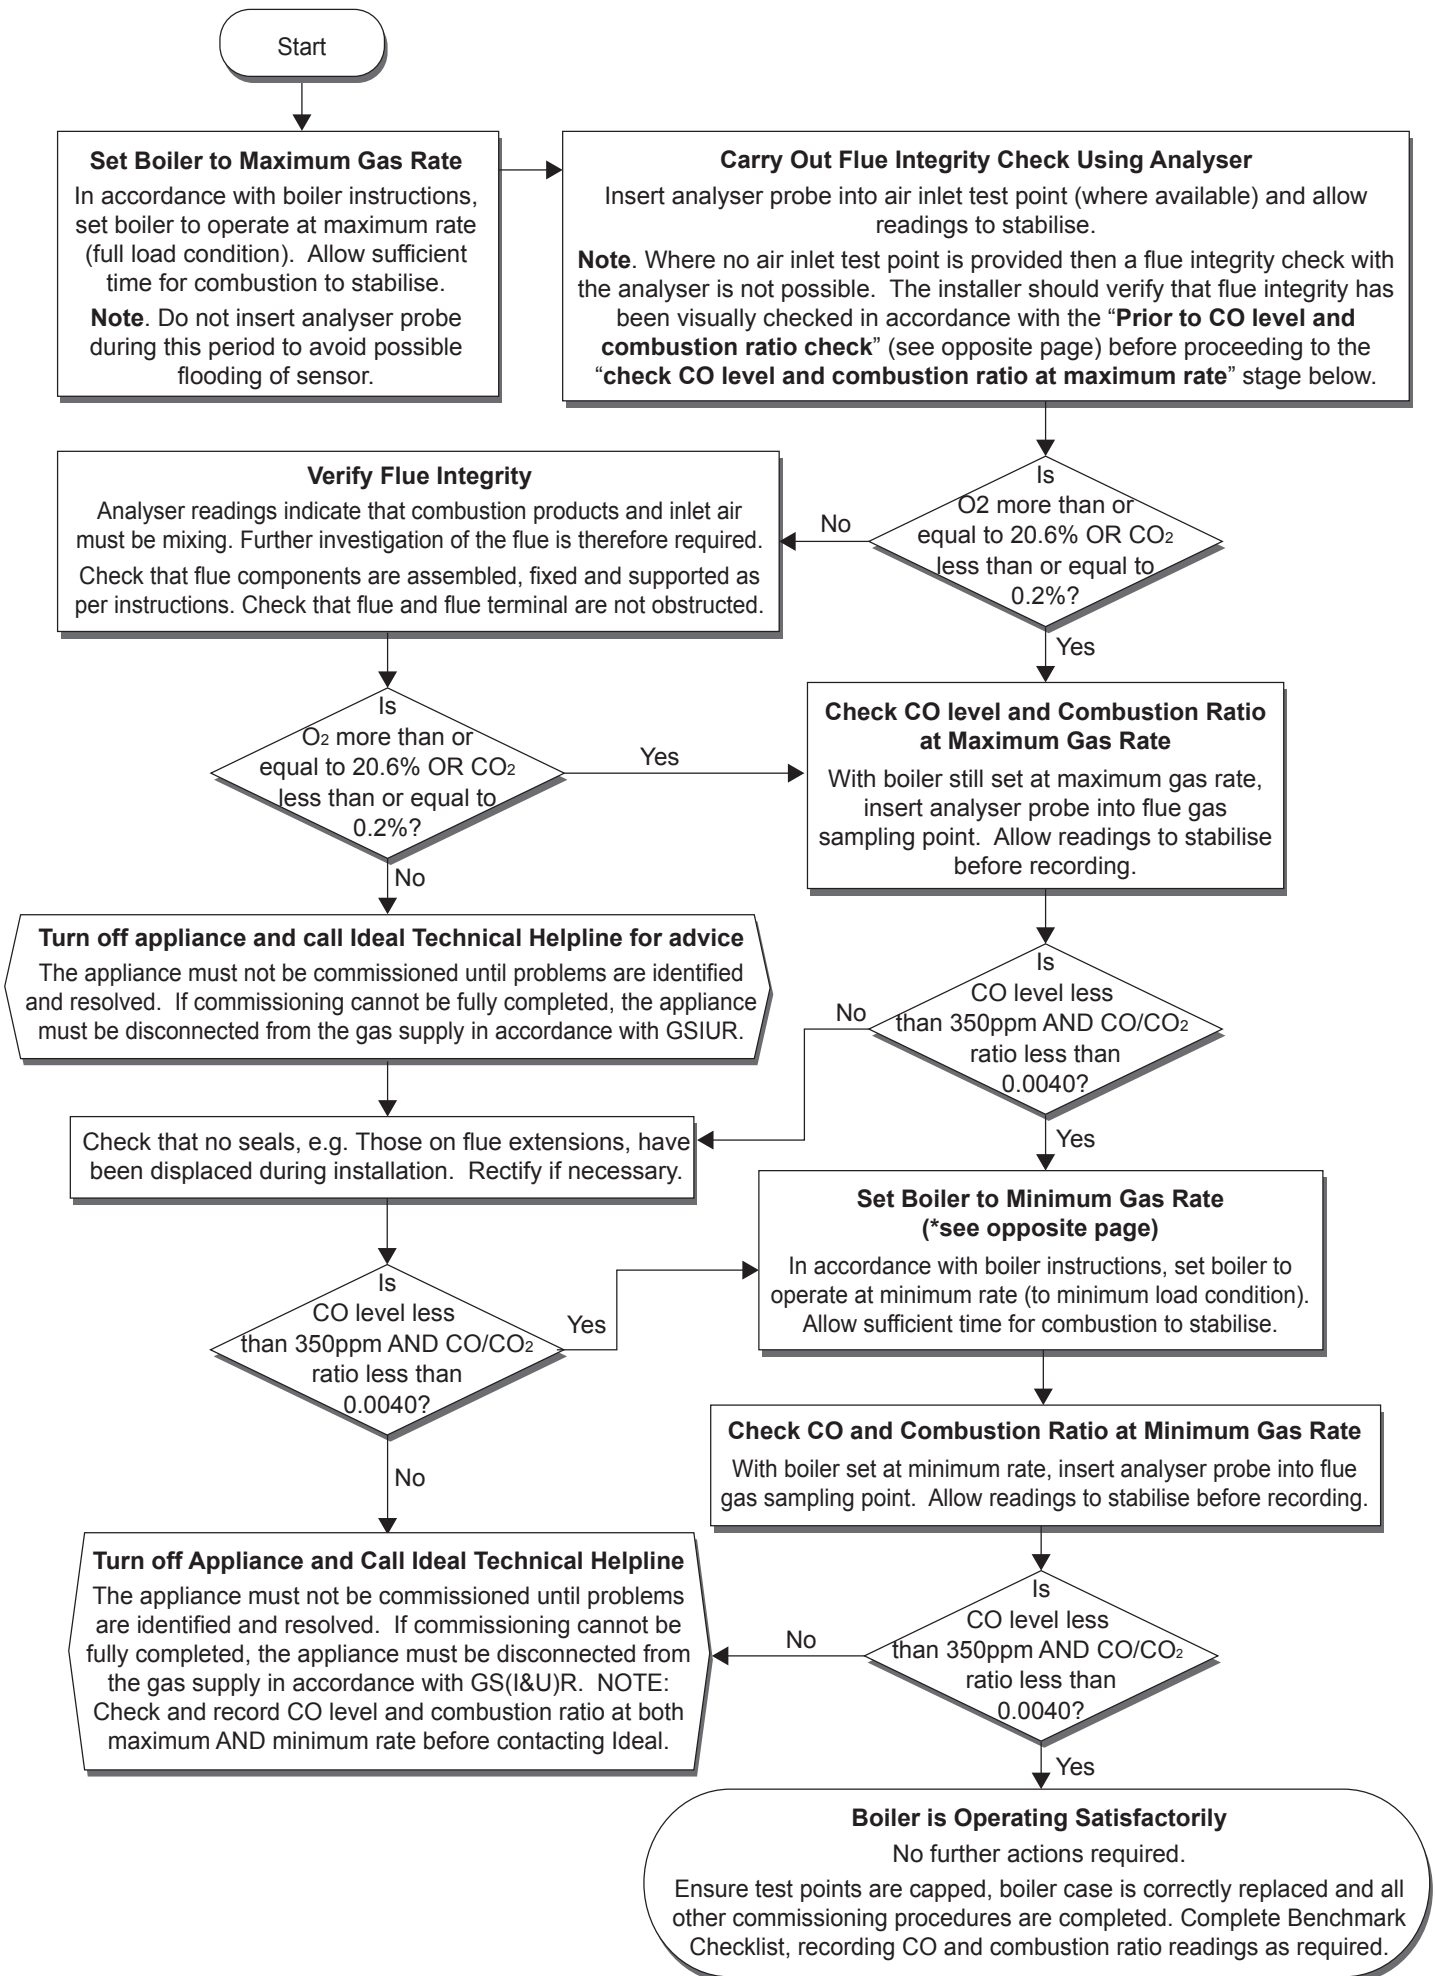 Start
Set Boiler to Maximum Gas Rate
In accordance with boiler instructions,
set boiler to operate at maximum rate
(full load condition).  Allow sufficient
time for combustion to stabilise.
Note. Do not insert analyser probe
during this period to avoid possible
flooding of sensor.
Carry Out Flue Integrity Check Using Analyser
Insert analyser probe into air inlet test point (where available) and allow
readings to stabilise.
Note. Where no air inlet test point is provided then a flue integrity check with
the analyser is not possible.  The installer should verify that flue integrity has
been visually checked in accordance with the “Prior to CO level and
combustion ratio check” (see opposite page) before proceeding to the
“check CO level and combustion ratio at maximum rate” stage below.
Is
O2 more than or
equal to 20.6% OR CO2
less than or equal to
0.2%?
No
Yes
Verify Flue Integrity
Analyser readings indicate that combustion products and inlet air
must be mixing. Further investigation of the flue is therefore required.
Check that flue components are assembled, fixed and supported as
per instructions. Check that flue and flue terminal are not obstructed.
Is
O2 more than or
equal to 20.6% OR CO2
less than or equal to
0.2%?
Yes
No
Check CO level and Combustion Ratio
at Maximum Gas Rate
With boiler still set at maximum gas rate,
insert analyser probe into flue gas
sampling point.  Allow readings to stabilise
before recording.
Turn off appliance and call Ideal Technical Helpline for advice
The appliance must not be commissioned until problems are identified
and resolved.  If commissioning cannot be fully completed, the appliance
must be disconnected from the gas supply in accordance with GSIUR.
Is
CO level less
than 350ppm AND CO/CO2
ratio less than
0.0040?
No
Yes
Check that no seals, e.g. Those on flue extensions, have
been displaced during installation.  Rectify if necessary.
Set Boiler to Minimum Gas Rate
(*see opposite page)
In accordance with boiler instructions, set boiler to
operate at minimum rate (to minimum load condition).
Allow sufficient time for combustion to stabilise.
Is
CO level less
than 350ppm AND CO/CO2
ratio less than
0.0040?
Yes
No
Check CO and Combustion Ratio at Minimum Gas Rate
With boiler set at minimum rate, insert analyser probe into flue
gas sampling point.  Allow readings to stabilise before recording.
Turn off Appliance and Call Ideal Technical Helpline
The appliance must not be commissioned until problems
are identified and resolved.  If commissioning cannot be
fully completed, the appliance must be disconnected from
the gas supply in accordance with GS(I&U)R.  NOTE:
Check and record CO level and combustion ratio at both
maximum AND minimum rate before contacting Ideal.
Is
CO level less
than 350ppm AND CO/CO2
ratio less than
0.0040?
No
Yes
Boiler is Operating Satisfactorily
No further actions required.
Ensure test points are capped, boiler case is correctly replaced and all
other commissioning procedures are completed. Complete Benchmark
Checklist, recording CO and combustion ratio readings as required.